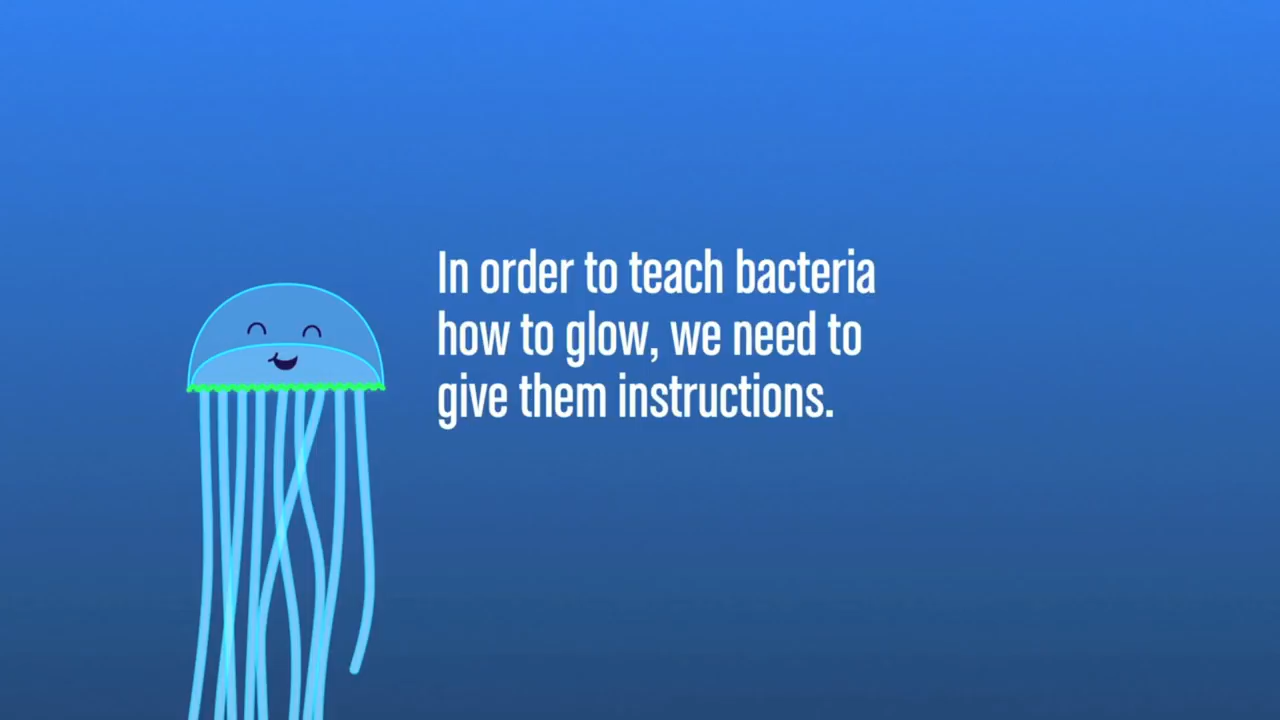 In order to teach bacteria
how to glow, we need to
give them instructions.